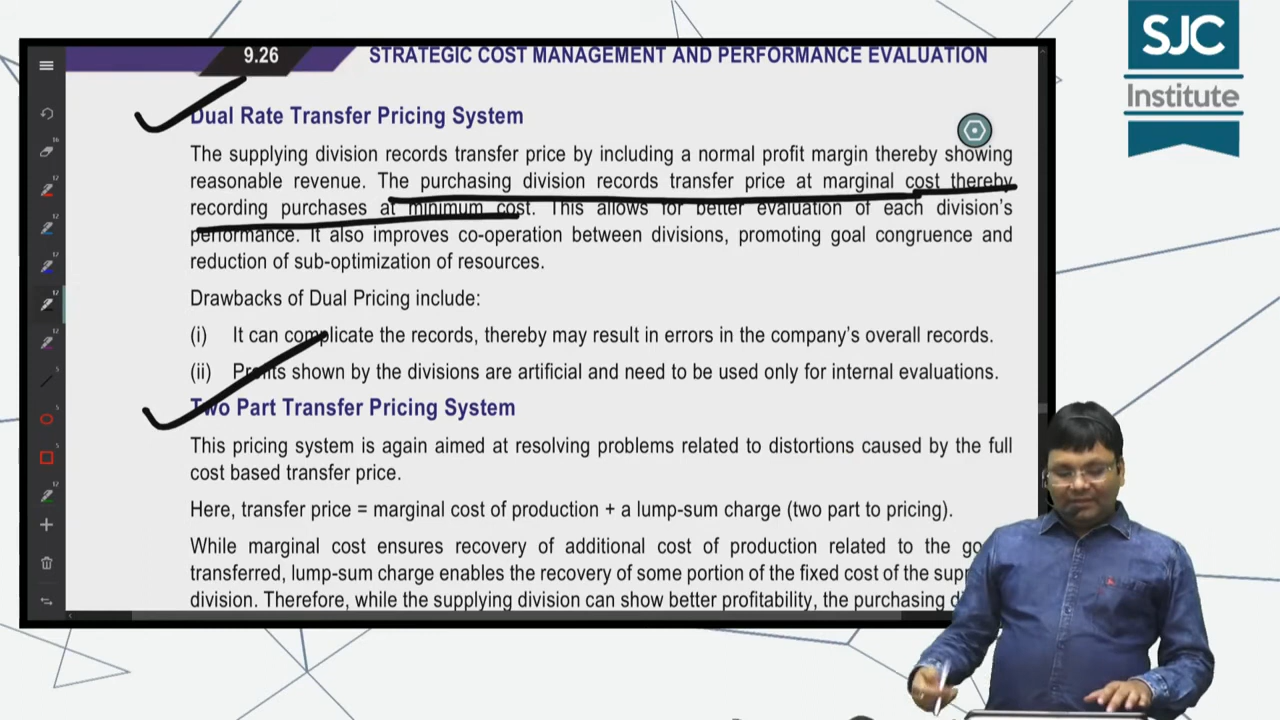 SJC
Institute
9.26 STRATEGIC COST MANAGEMENT AND PERFORMANCE EVALUATION
Dual Rate Transfer Pricing System
The supplying division records transfer price by including a normal profit margin thereby showing
reasonable revenue. The purchasing division records transfer price at marginal cost thereby
recording purchases at minimum cost. This allows for better evaluation of each division's
performance. It also improves co-operation between divisions, promoting goal congruence and
reduction of sub-optimization of resources.
Drawbacks of Dual Pricing include:
(i) It can complicate the records, thereby may result in errors in the company's overall records.
(ii) Profits shown by the divisions are artificial and need to be used only for internal evaluations.
Two Part Transfer Pricing System
This pricing system is again aimed at resolving problems related to distortions caused by the full
cost based transfer price.
Here, transfer price = marginal cost of production + a lump-sum charge (two part to pricing).
While marginal cost ensures recovery of additional cost of production related to the
transferred, lump-sum charge enables the recovery of some portion of the fixed cost of the
division. Therefore, while the supplying division can show better profitability, the purchasing